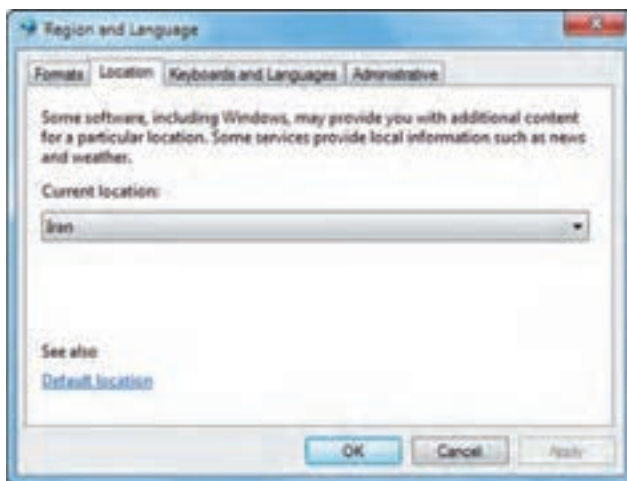 Region and Language
Formats Location Keyboards and Languages Administrative
Some software, including Windows, may provide you with additional content
for a particular location. Some services provide local information such as news
and weather.
Current location:
Iran
See also
Default location
OK Cancel Apply